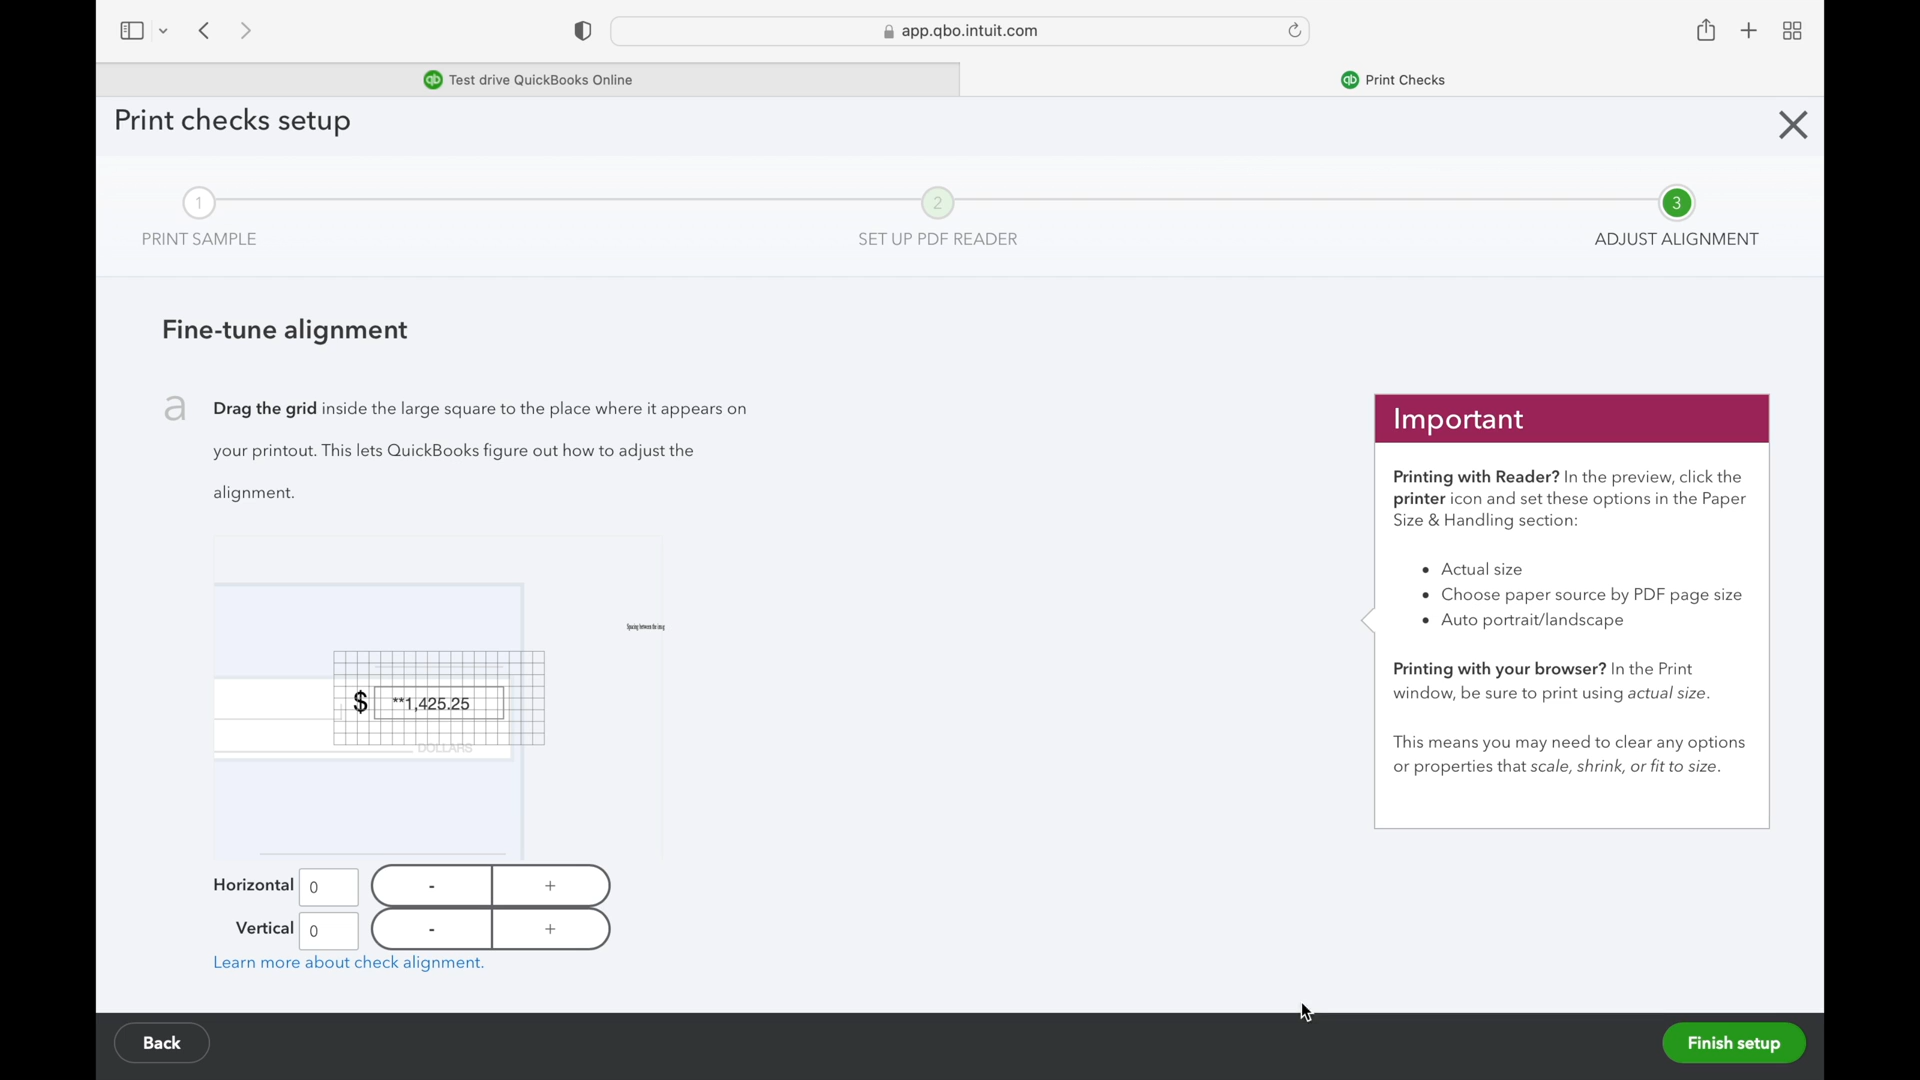 app.qbo.intuit.com
Test drive QuickBooks Online
Print Checks
Print checks setup
1
2
3
PRINT SAMPLE
SET UP PDF READER
ADJUST ALIGNMENT
Fine-tune alignment
a
Drag the grid inside the large square to the place where it appears on
your printout. This lets QuickBooks figure out how to adjust the
alignment.
Spacing between the imag
$ **1,425.25
DOLLARS
Horizontal 0 - +
Vertical 0 - +
Learn more about check alignment.
Important
Printing with Reader? In the preview, click the
printer icon and set these options in the Paper
Size & Handling section:
• Actual size
• Choose paper source by PDF page size
• Auto portrait/landscape
Printing with your browser? In the Print
window, be sure to print using actual size.
This means you may need to clear any options
or properties that scale, shrink, or fit to size.
Back
Finish setup